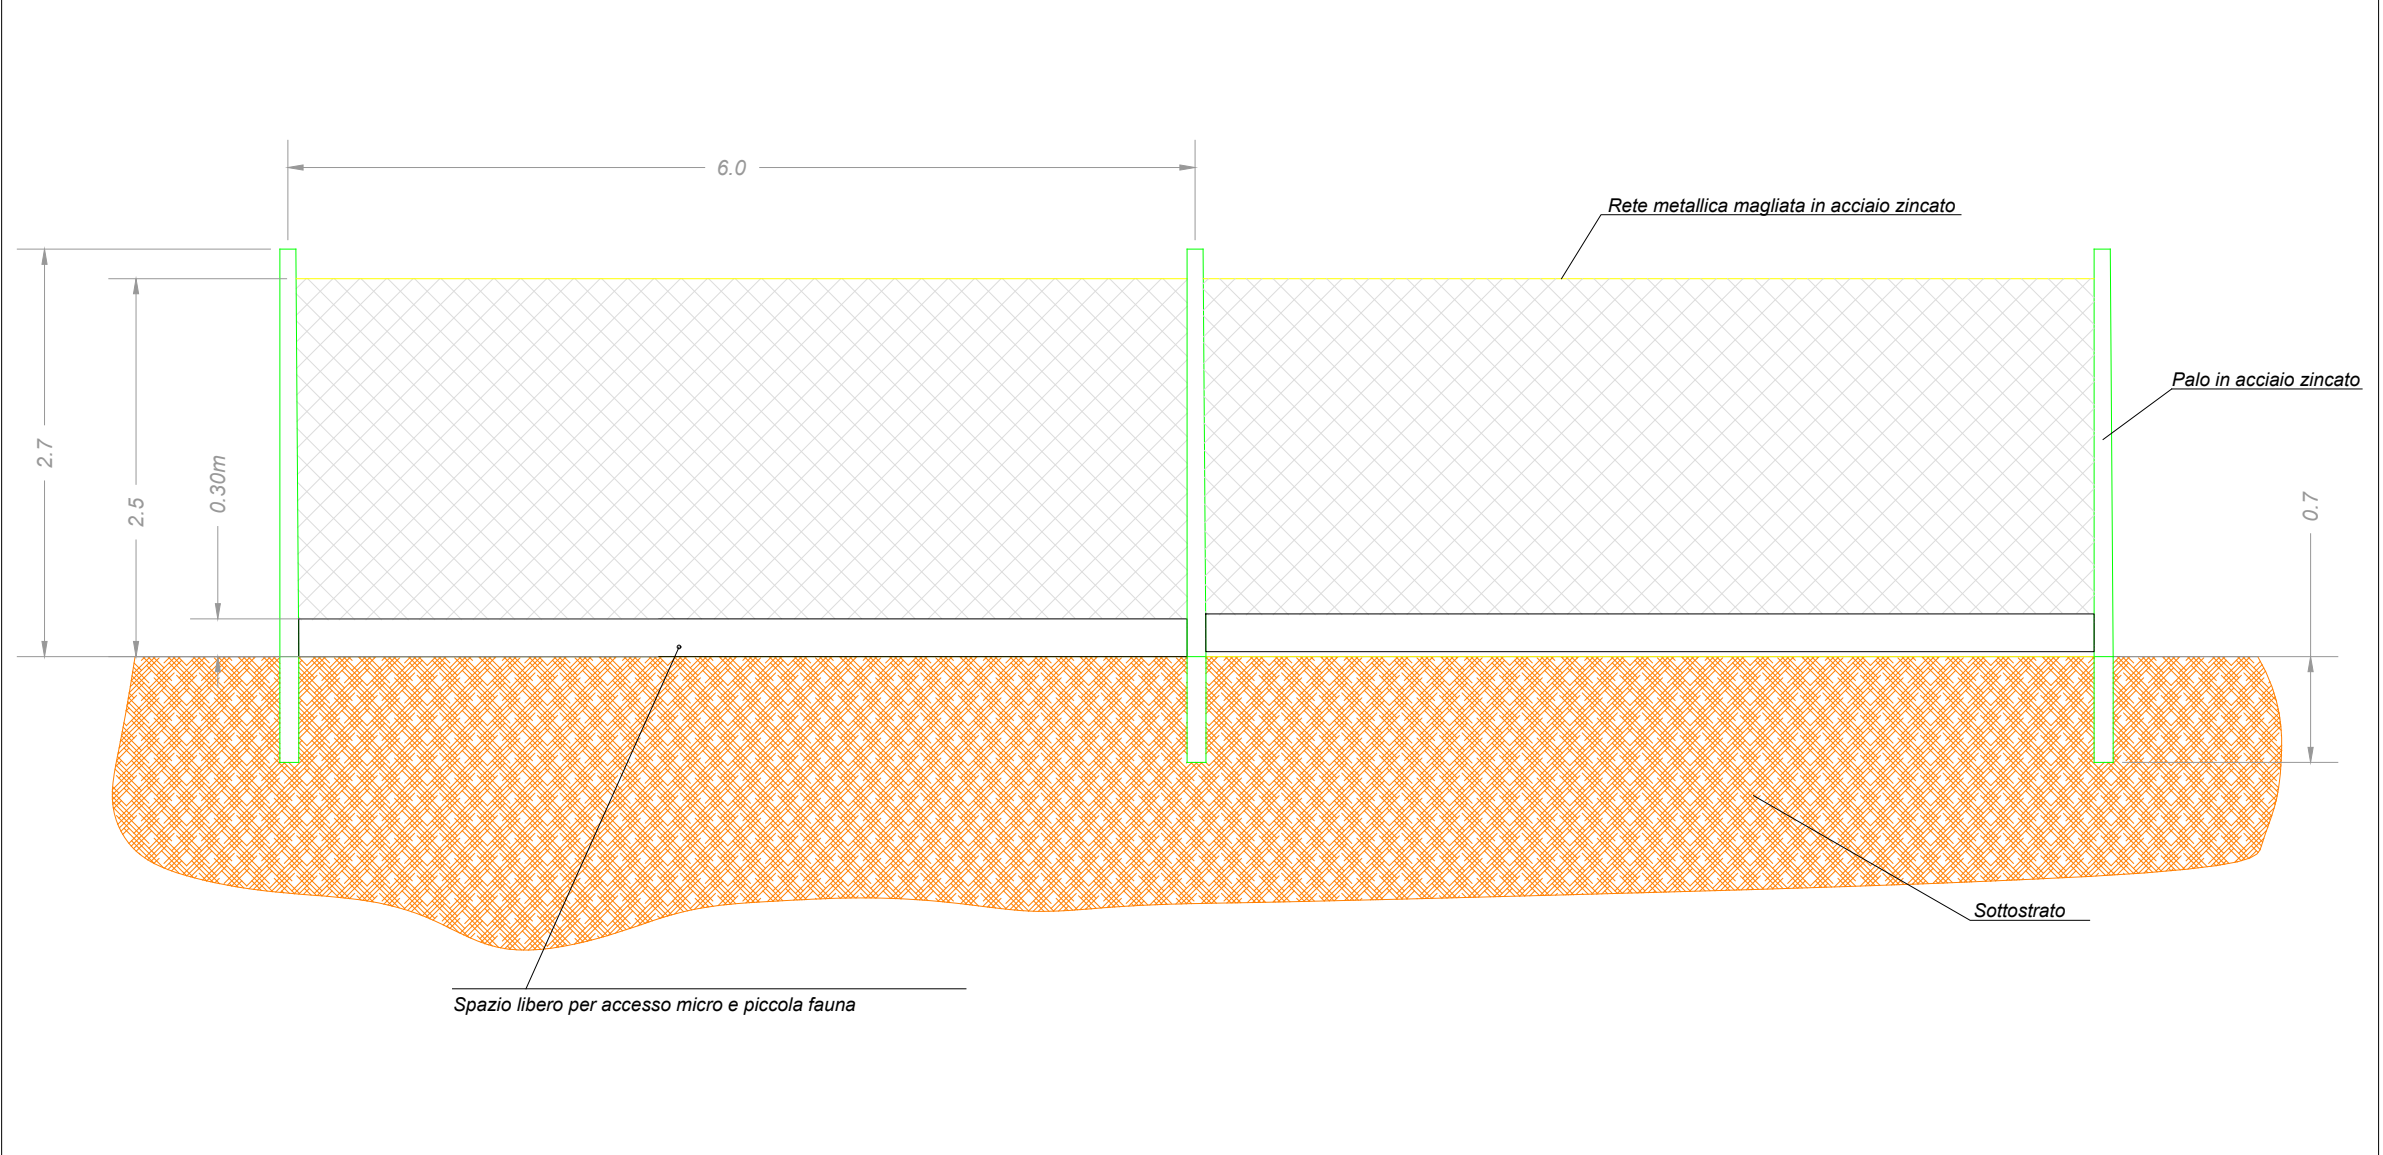 6.0
Rete metallica magliata in acciaio zincato
Palo in acciaio zincato
2.7
2.5
0.30m
0.7
Sottostrato
Spazio libero per accesso micro e piccola fauna